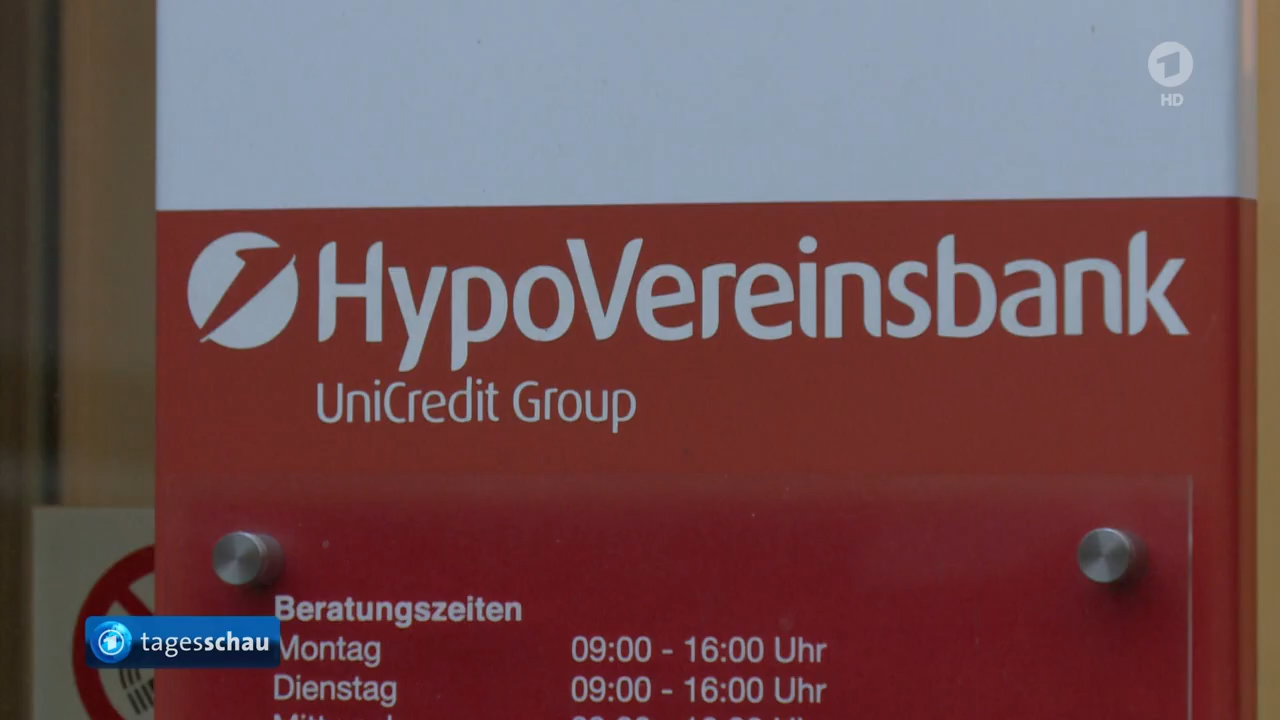 HD
HypoVereinsbank
UniCredit Group
Beratungszeiten
tagesschau
Montag 09:00 - 16:00 Uhr
Dienstag 09:00 - 16:00 Uhr